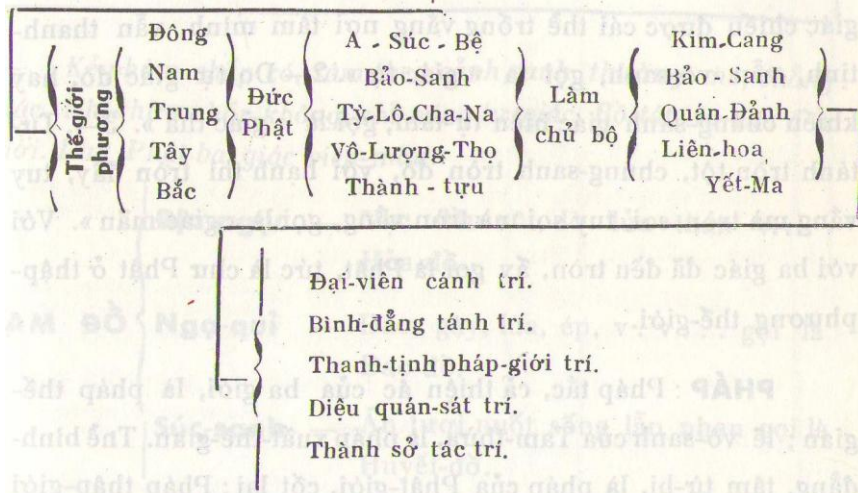 Thế-giới phương
Đông
Nam
Trung
Tây
Bắc
Đức Phật
A - Súc - Bệ
Bảo-Sanh
Tỳ-Lô-Cha-Na
Vô-Lượng-Thọ
Thành - tựu
Làm chủ bộ
Kim-Cang
Bảo - Sanh
Quán-Đảnh
Liên-hoa
Yết-Ma
Đại-viên cảnh trí.
Bình-đẳng tánh trí.
Thanh-tịnh pháp-giới trí.
Diệu quán-sát trí.
Thành sở tác trí.